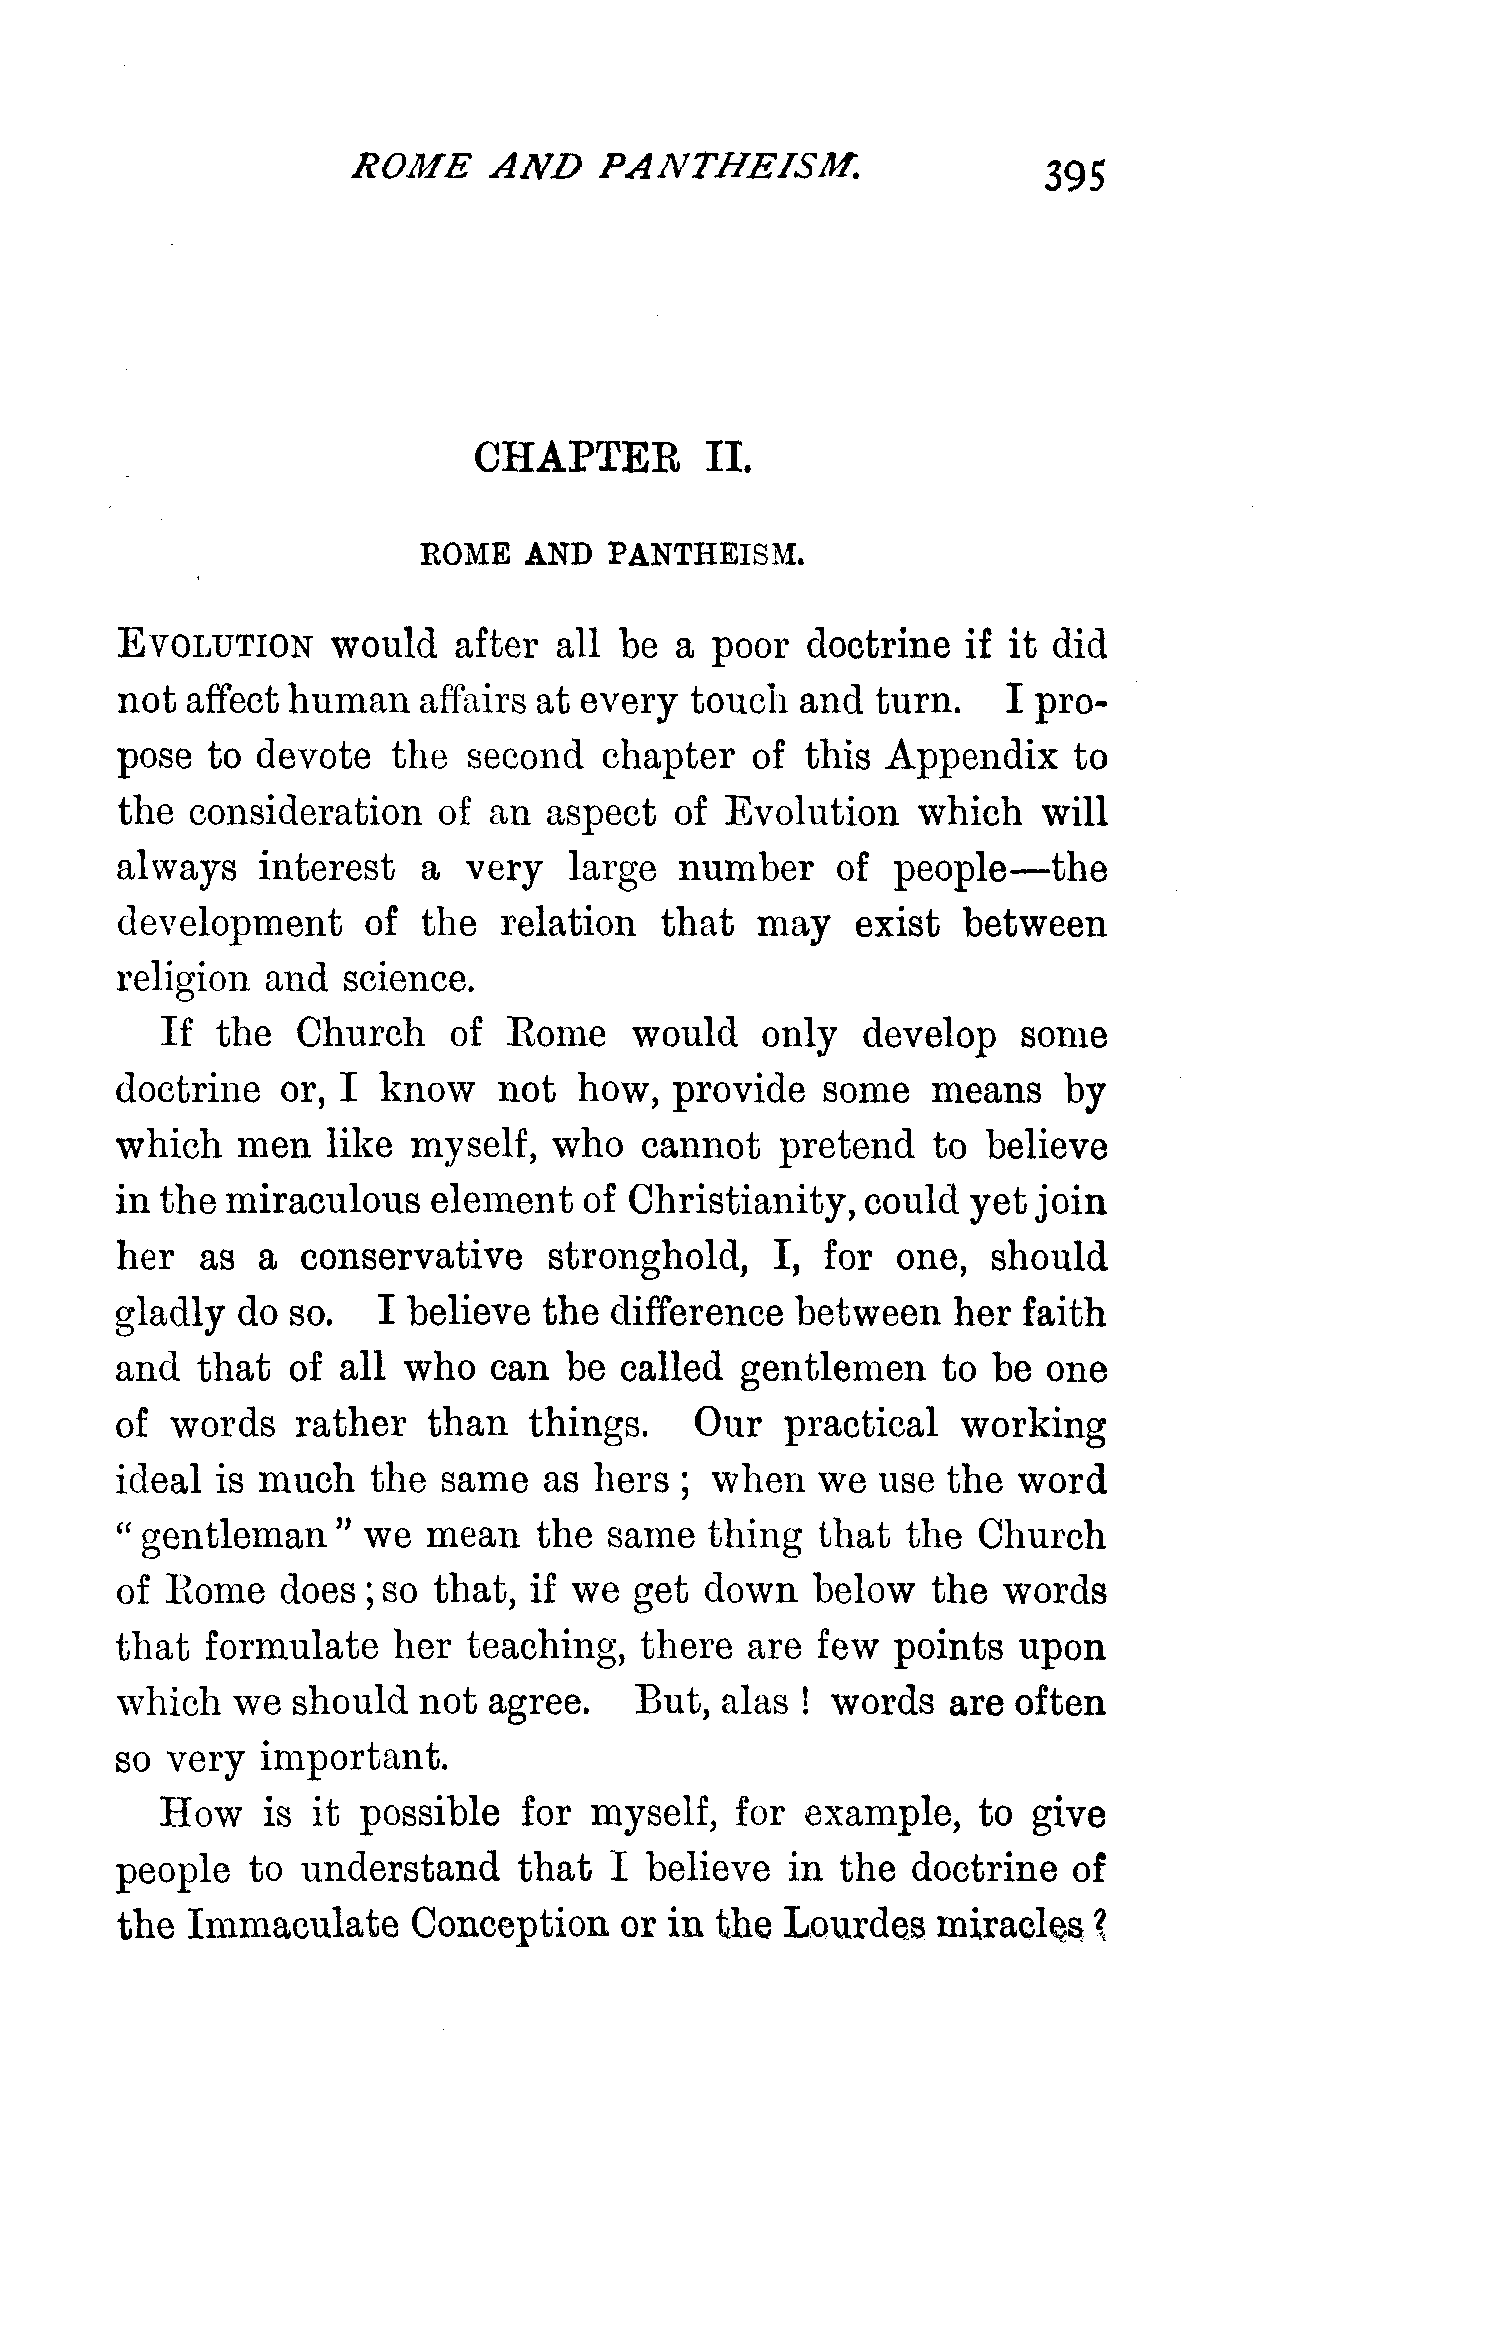 ROME AND PANTHEISM. 395
CHAPTER II.
ROME AND PANTHEISM.
EVOLUTION would after all be a poor doctrine if it did
not affect human affairs at every touch and turn. I pro-
pose to devote the second chapter of this Appendix to
the consideration of an aspect of Evolution which will
always interest a very large number of people—the
development of the relation that may exist between
religion and science.
If the Church of Rome would only develop some
doctrine or, I know not how, provide some means by
which men like myself, who cannot pretend to believe
in the miraculous element of Christianity, could yet join
her as a conservative stronghold, I, for one, should
gladly do so. I believe the difference between her faith
and that of all who can be called gentlemen to be one
of words rather than things. Our practical working
ideal is much the same as hers ; when we use the word
“ gentleman ” we mean the same thing that the Church
of Rome does ; so that, if we get down below the words
that formulate her teaching, there are few points upon
which we should not agree. But, alas ! words are often
so very important.
How is it possible for myself, for example, to give
people to understand that I believe in the doctrine of
the Immaculate Conception or in the Lourdes miracles ?